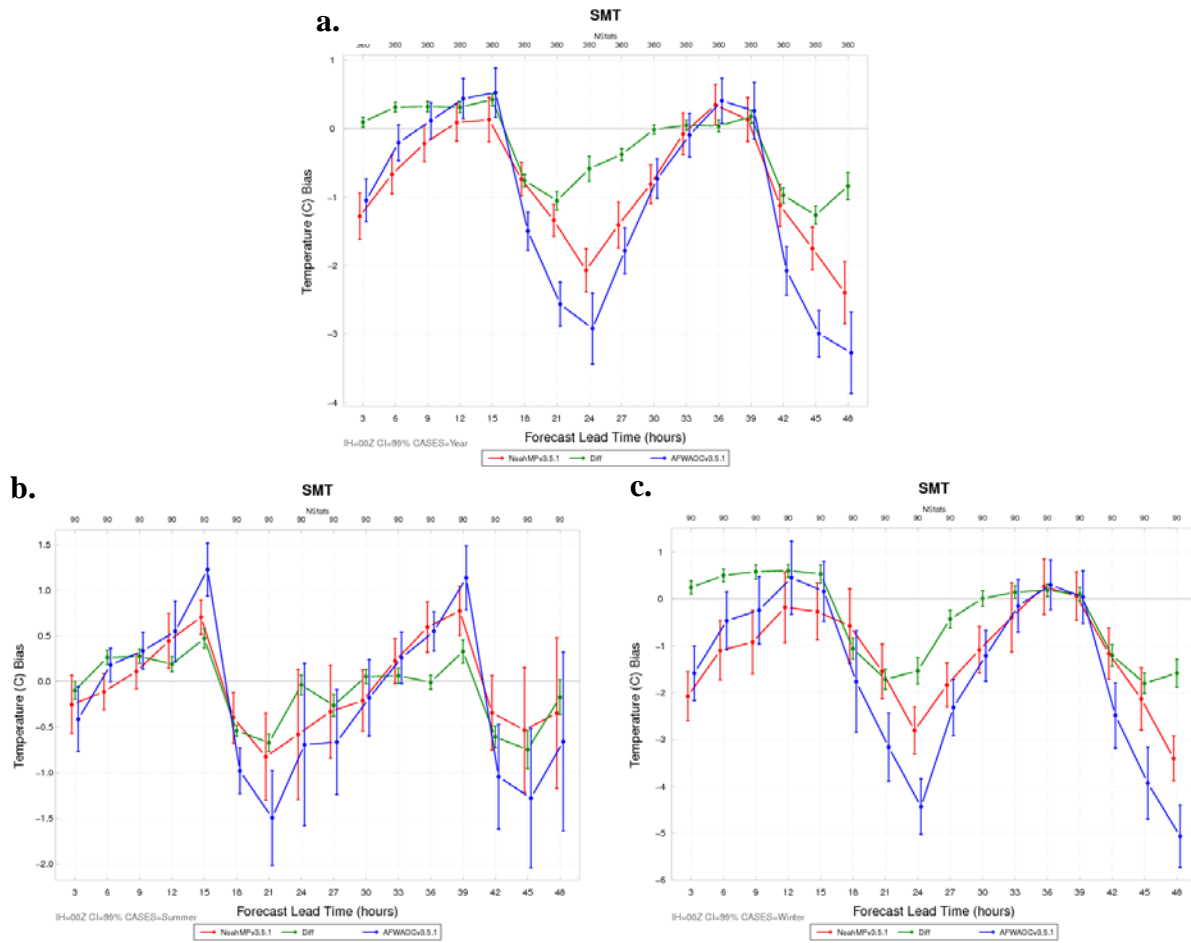 a.
SMT
NStats
360 360 360 360 360 360 360 360 360 360 360 360 360 360 360
1
0
−1
−2
−3
−4
Temperature (C) Bias
3 6 9 12 15 18 21 24 27 30 33 36 39 42 45 48
Forecast Lead Time (hours)
IH=00Z CI=99% CASES=Year
NoahMPv3.5.1 Diff AFWAOCv3.5.1
b.
SMT
NStats
90 90 90 90 90 90 90 90 90 90 90 90 90 90 90 90
1.5
1.0
0.5
0.0
−0.5
−1.0
−1.5
−2.0
Temperature (C) Bias
3 6 9 12 15 18 21 24 27 30 33 36 39 42 45 48
Forecast Lead Time (hours)
IH=00Z CI=99% CASES=Summer
NoahMPv3.5.1 Diff AFWAOCv3.5.1
c.
SMT
NStats
90 90 90 90 90 90 90 90 90 90 90 90 90 90 90 90
1
0
−1
−2
−3
−4
−5
−6
Temperature (C) Bias
3 6 9 12 15 18 21 24 27 30 33 36 39 42 45 48
Forecast Lead Time (hours)
IH=00Z CI=99% CASES=Winter
NoahMPv3.5.1 Diff AFWAOCv3.5.1